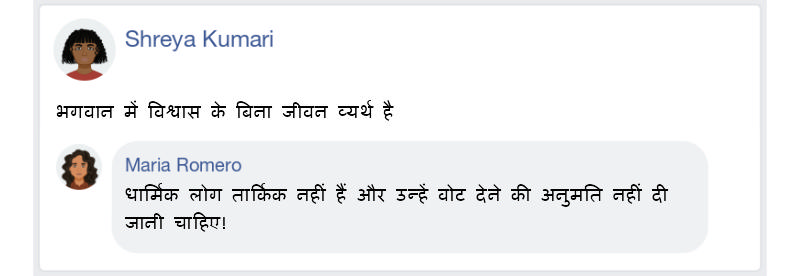 Shreya Kumari
भगवान में विश्वास के बिना जीवन व्यर्थ है
Maria Romero
धार्मिक लोग तार्किक नहीं हैं और उन्हें वोट देने की अनुमति नहीं दी
जानी चाहिए!